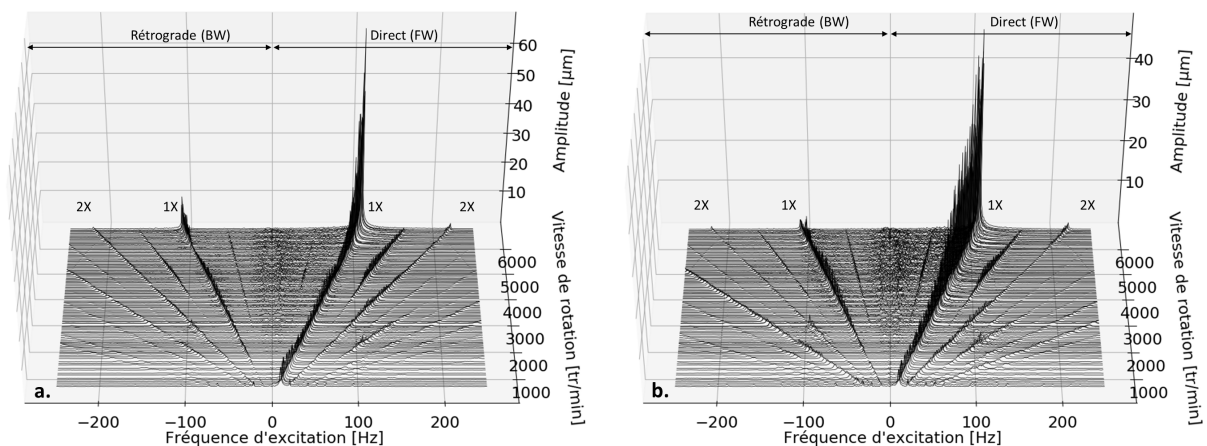 Rétrograde (BW) Direct (FW)
60
50
40
30
20
10
Amplitude [µm]
2X 1X 1X 2X
6000
5000
4000
3000
2000
1000
Vitesse de rotation [tr/min]
a.
−200 −100 0 100 200
Fréquence d'excitation [Hz]
Rétrograde (BW) Direct (FW)
40
30
20
10
Amplitude [µm]
2X 1X 1X 2X
6000
5000
4000
3000
2000
1000
Vitesse de rotation [tr/min]
b.
−200 −100 0 100 200
Fréquence d'excitation [Hz]